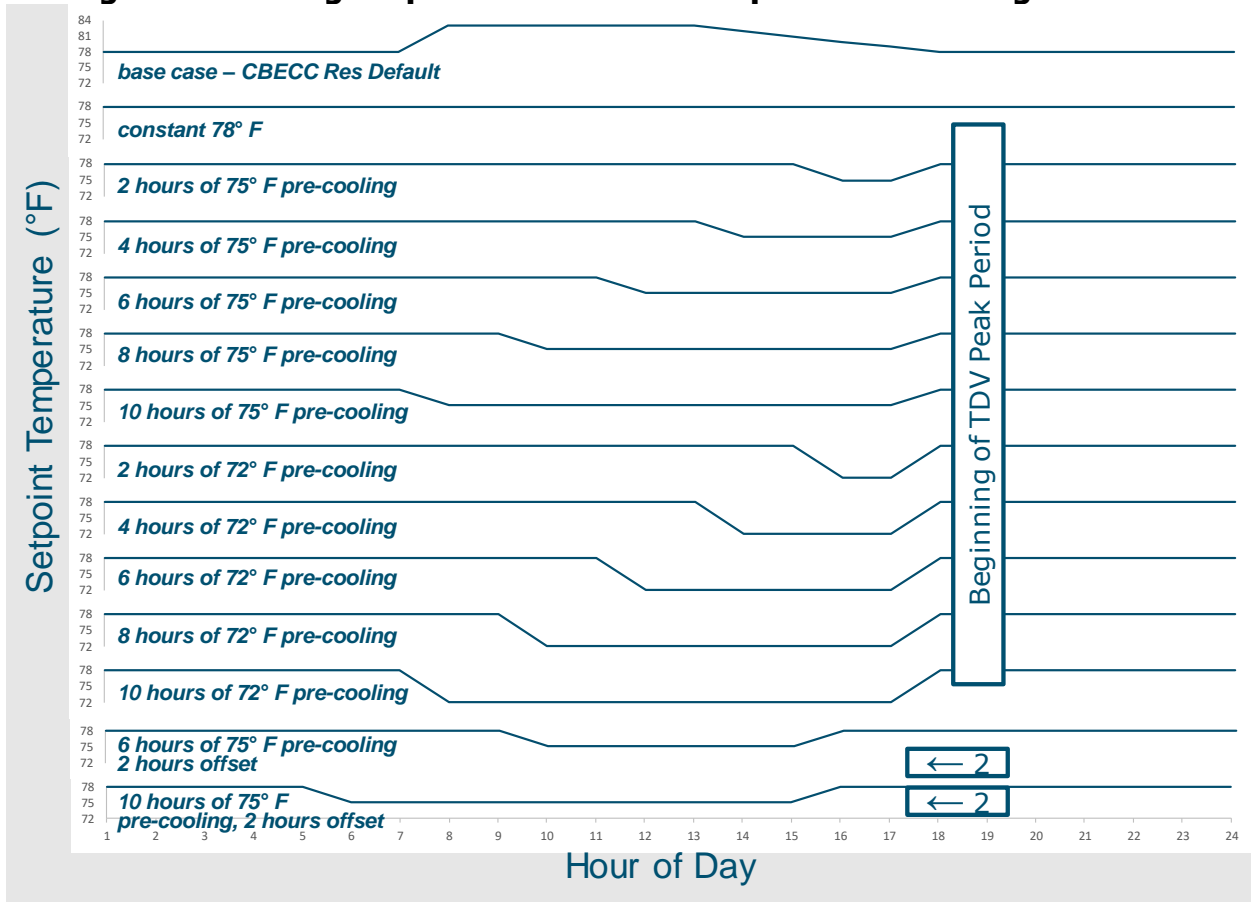 84
81
78
75
72
base case – CBECC Res Default
78
75
72
constant 78° F
78
75
72
2 hours of 75° F pre-cooling
78
75
72
4 hours of 75° F pre-cooling
78
75
72
6 hours of 75° F pre-cooling
78
75
72
8 hours of 75° F pre-cooling
78
75
72
10 hours of 75° F pre-cooling
78
75
72
2 hours of 72° F pre-cooling
78
75
72
4 hours of 72° F pre-cooling
78
75
72
6 hours of 72° F pre-cooling
78
75
72
8 hours of 72° F pre-cooling
78
75
72
10 hours of 72° F pre-cooling
78
75
72
6 hours of 75° F pre-cooling
2 hours offset
← 2
78
75
72
10 hours of 75° F
pre-cooling, 2 hours offset
← 2
Beginning of TDV Peak Period
Setpoint Temperature (°F)
1 2 3 4 5 6 7 8 9 10 11 12 13 14 15 16 17 18 19 20 21 22 23 24
Hour of Day